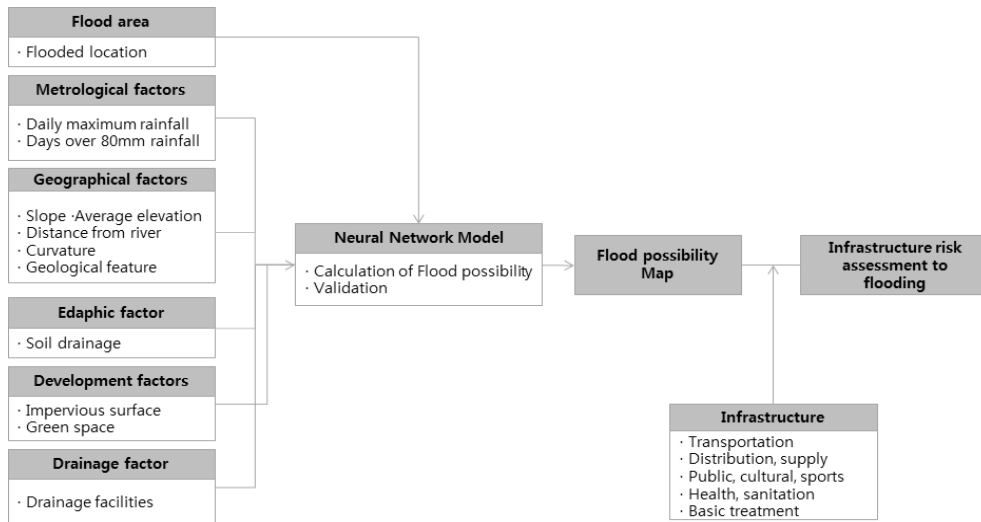 Flood area
· Flooded location
Metrological factors
· Daily maximum rainfall
· Days over 80mm rainfall
Geographical factors
· Slope ·Average elevation
· Distance from river
· Curvature
· Geological feature
Edaphic factor
· Soil drainage
Development factors
· Impervious surface
· Green space
Drainage factor
· Drainage facilities
Neural Network Model
· Calculation of Flood possibility
· Validation
Flood possibility
Map
Infrastructure risk
assessment to
flooding
Infrastructure
· Transportation
· Distribution, supply
· Public, cultural, sports
· Health, sanitation
· Basic treatment